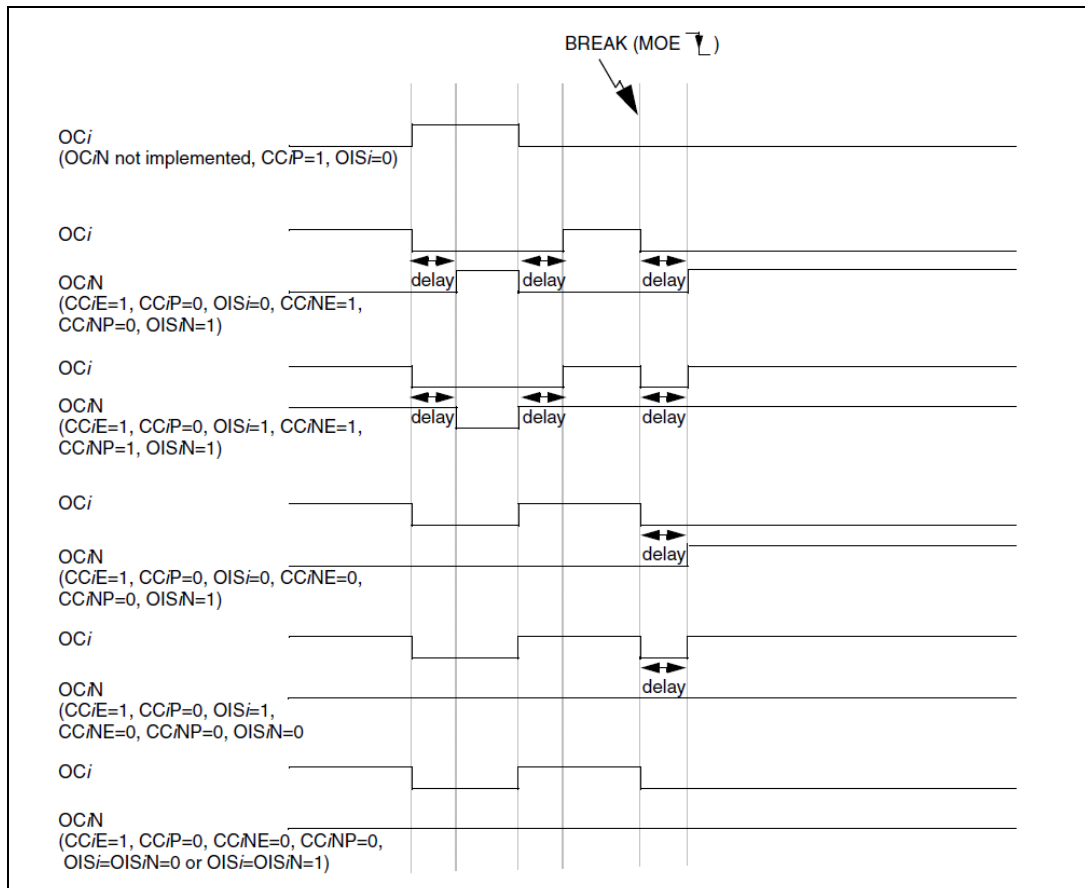 BREAK (MOE )
OCi
(OCiN not implemented, CCiP=1, OISi=0)
OCi
delay delay delay
OCiN
(CCiE=1, CCiP=0, OISi=0, CCiNE=1,
CCiNP=0, OISiN=1)
OCi
OCiN
delay delay delay
(CCiE=1, CCiP=0, OISi=1, CCiNE=1,
CCiNP=1, OISiN=1)
OCi
OCiN
delay
(CCiE=1, CCiP=0, OISi=0, CCiNE=0,
CCiNP=0, OISiN=1)
OCi
OCiN
delay
(CCiE=1, CCiP=0, OISi=1,
CCiNE=0, CCiNP=0, OISiN=0
OCi
OCiN
(CCiE=1, CCiP=0, CCiNE=0, CCiNP=0,
OISi=OISiN=0 or OISi=OISiN=1)